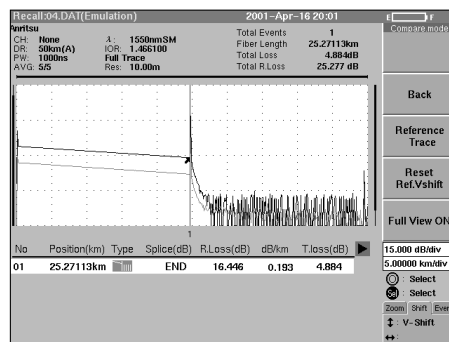 Recall:04.DAT(Emulation) 2001-Apr-16 20:01
E F
Anritsu
CH: None λ: 1550nmSM
DR: 50km(A) IOR: 1.466100
PW: 1000ns Full Trace
AVG: 5/5 Res: 10.00m
Total Events 1
Fiber Length 25.27113km
Total Loss 4.884dB
Total R.Loss 25.277 dB
Compare mode
Back
Reference
Trace
Reset
Ref.Vshift
Full View ON
1
No Position(km) Type Splice(dB) R.Loss(dB) dB/km T.loss(dB)
01 25.27113km END 16.446 0.193 4.884
15.000 dB/div
5.00000 km/div
: Select
Sel : Select
Zoom Shift Even
↕ : V-Shift
↔ :